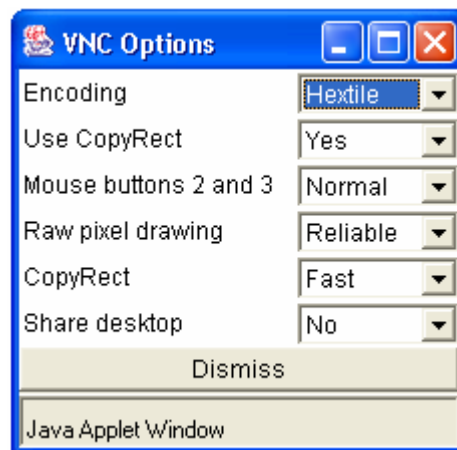 VNC Options
Encoding Hextile
Use CopyRect Yes
Mouse buttons 2 and 3 Normal
Raw pixel drawing Reliable
CopyRect Fast
Share desktop No
Dismiss
Java Applet Window